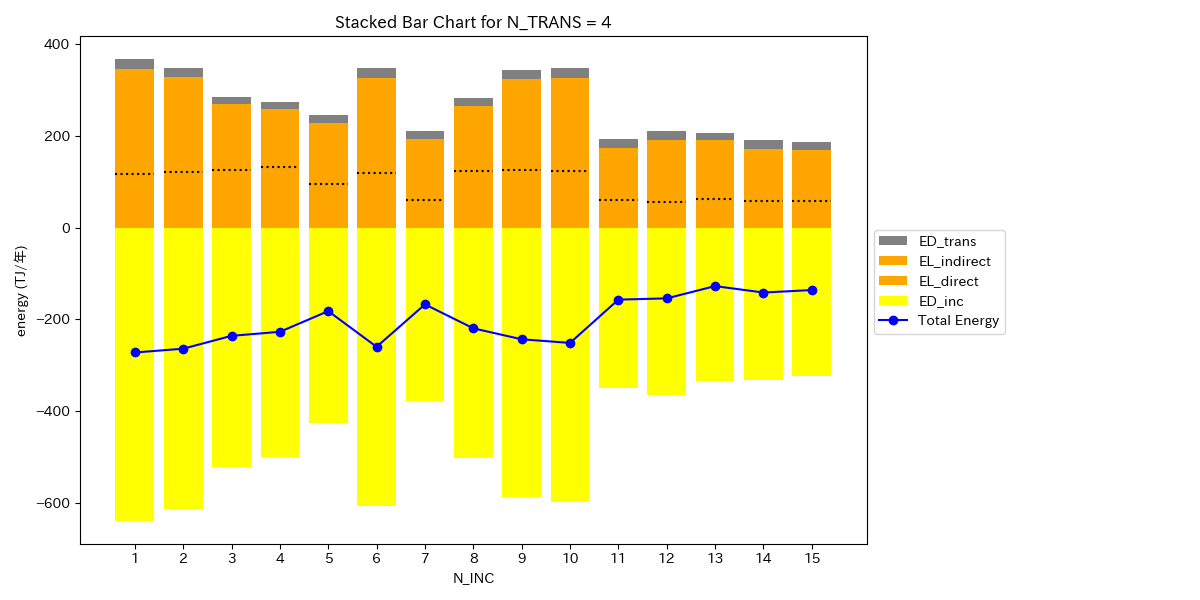 Stacked Bar Chart for N_TRANS = 4
400
200
0
−200
−400
−600
energy (TJ/年)
1 2 3 4 5 6 7 8 9 10 11 12 13 14 15
N_INC
ED_trans
EL_indirect
EL_direct
ED_inc
Total Energy